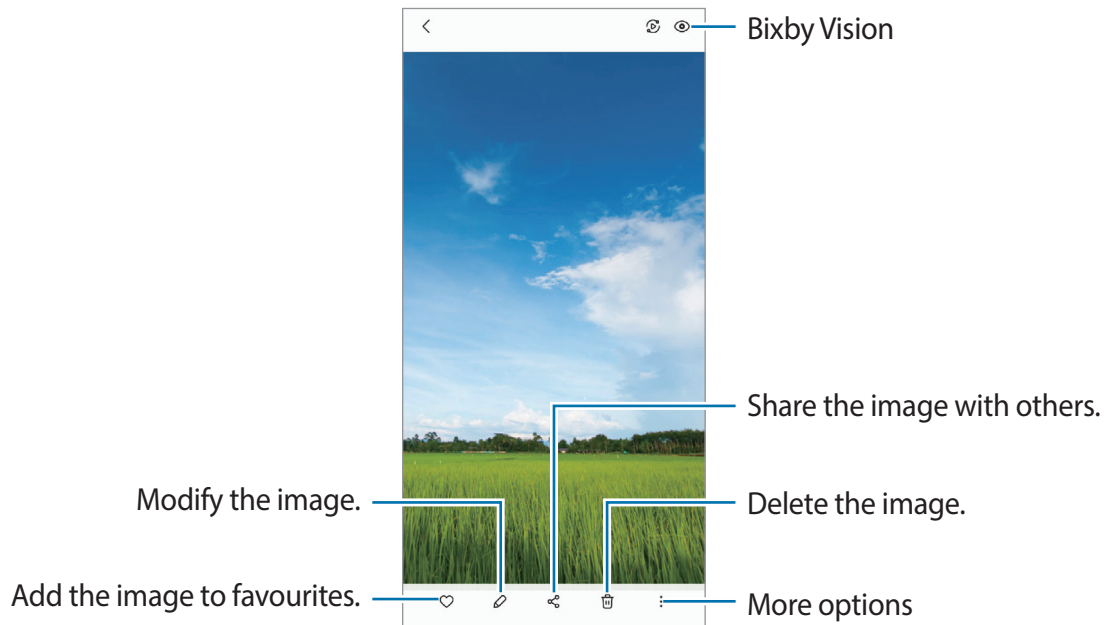 Bixby Vision
Share the image with others.
Modify the image.
Delete the image.
Add the image to favourites.
More options